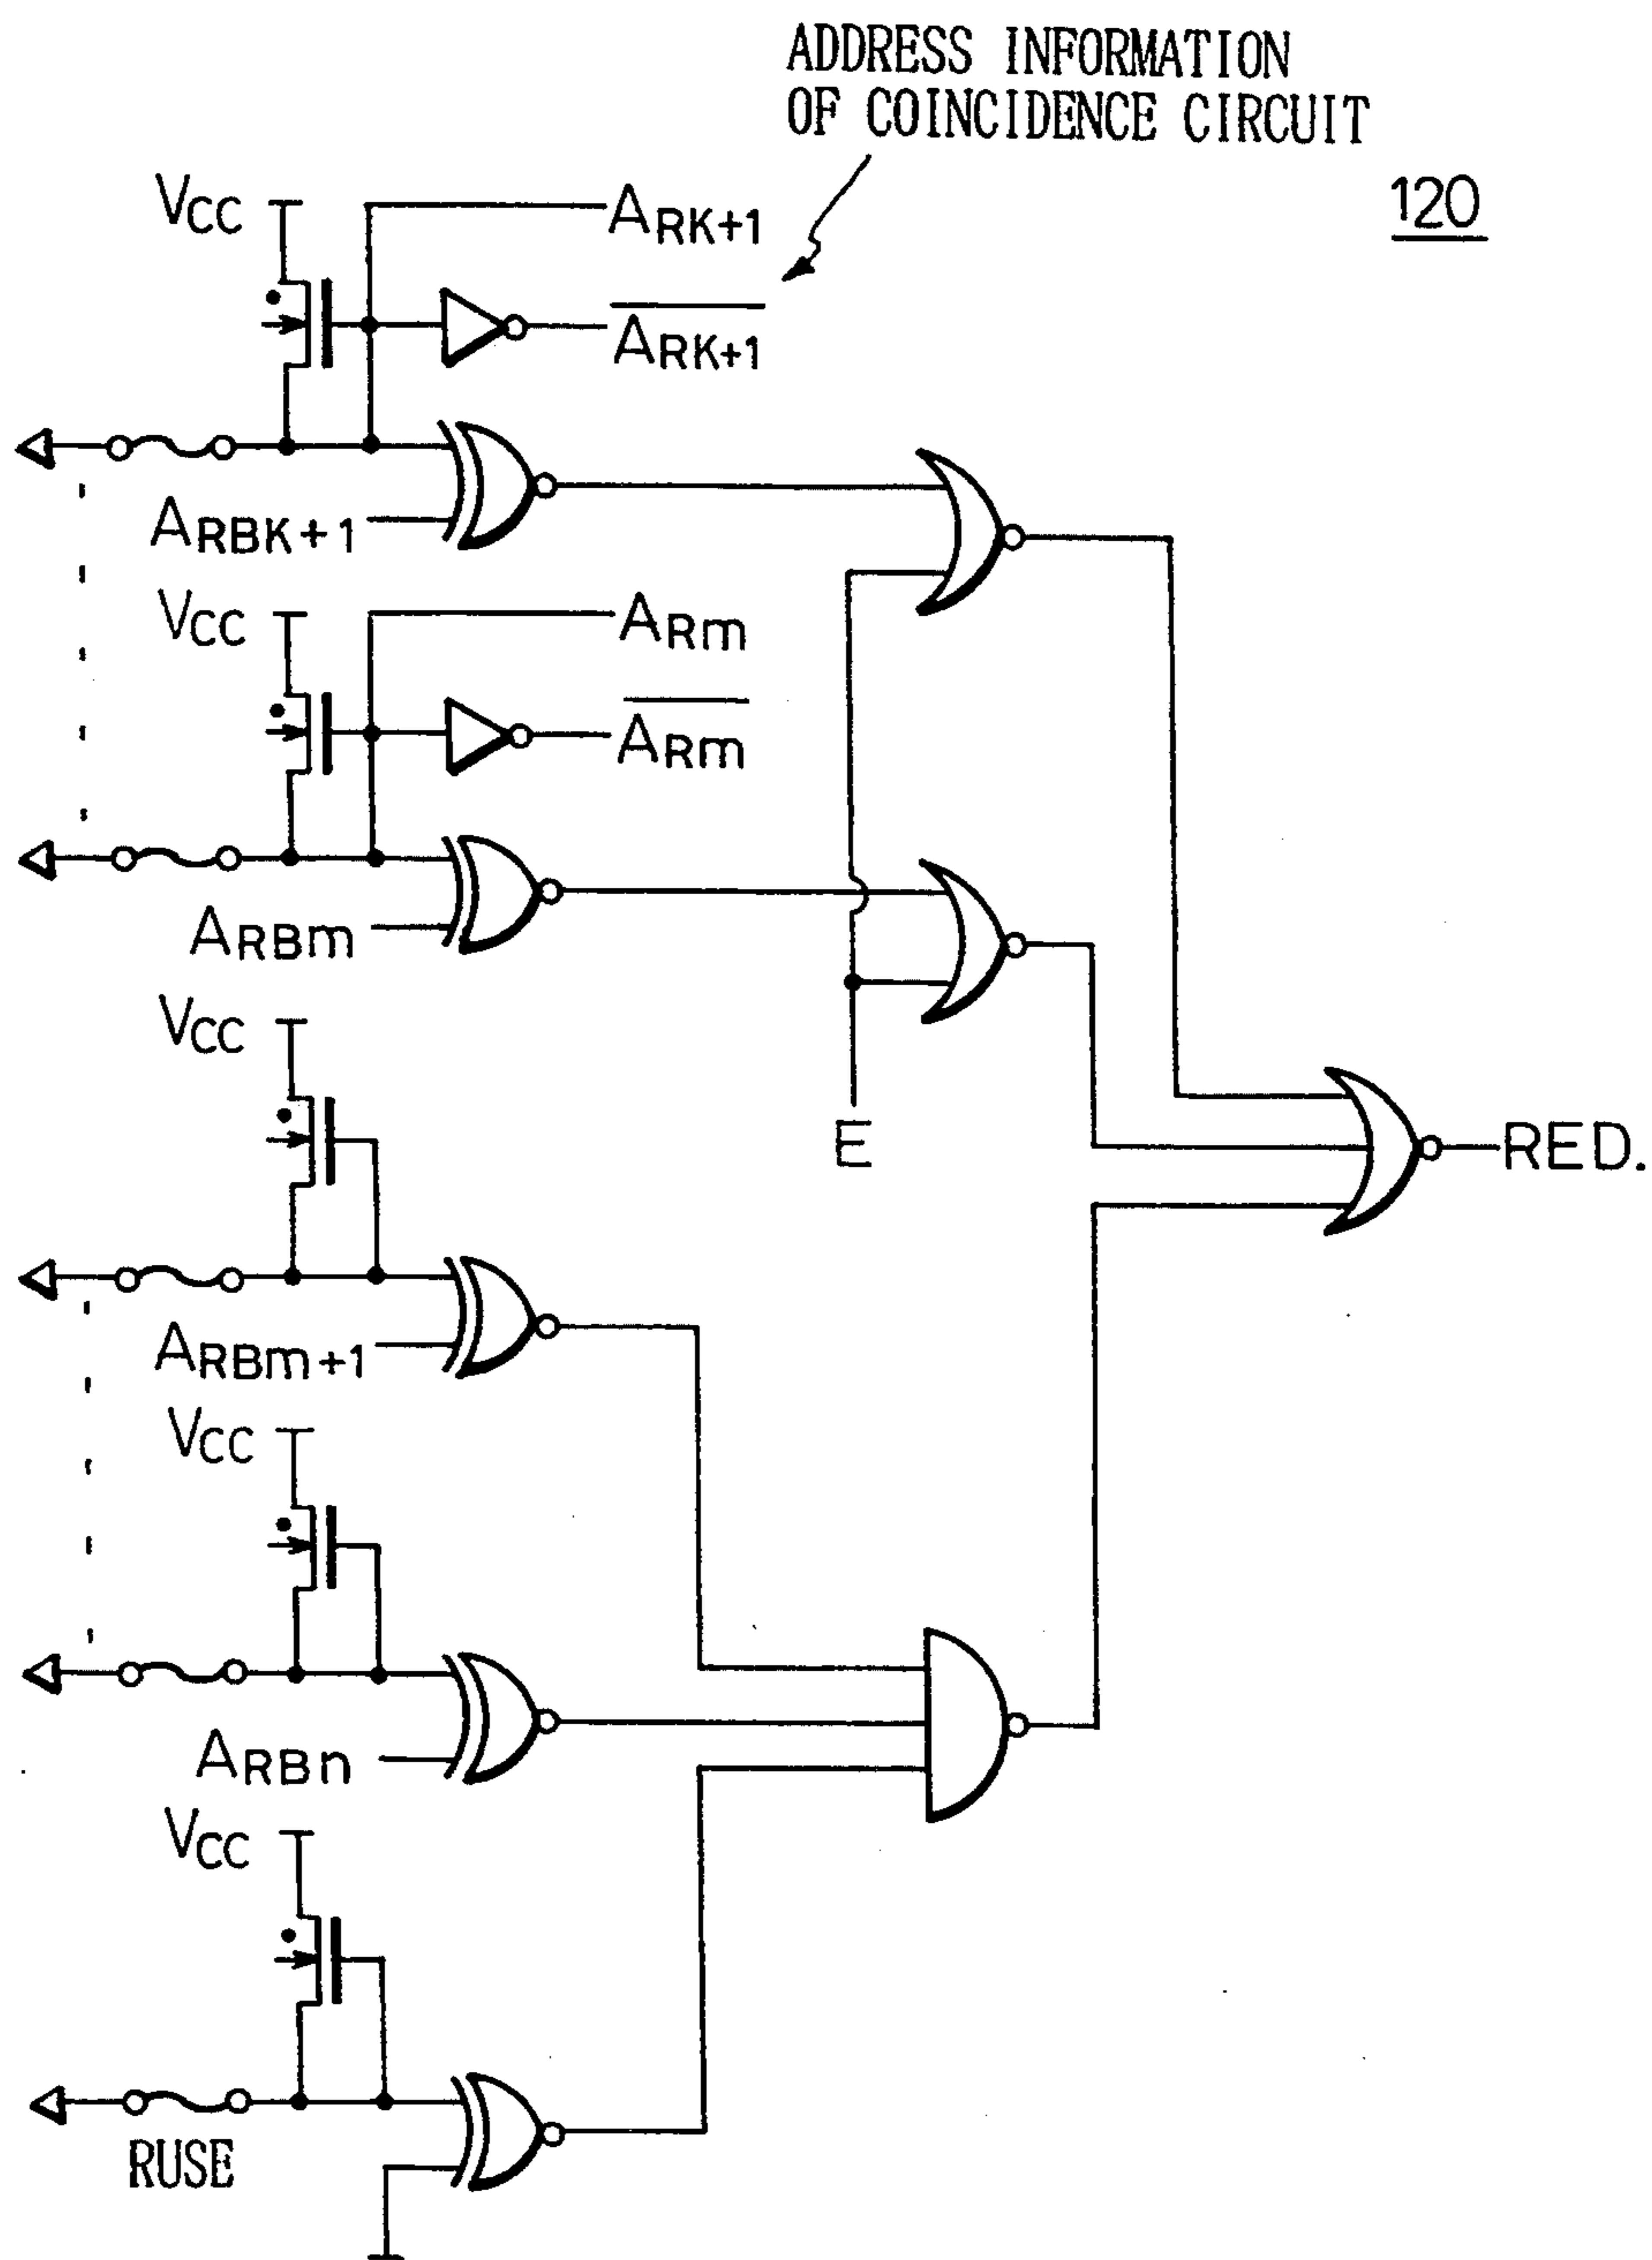 ADDRESS INFORMATION
OF COINCIDENCE CIRCUIT
120
VCC
ARK+1
ARK+1
ARBK+1
VCC
ARm
ARm
ARBm
VCC
E
RED.
ARBm+1
VCC
ARBn
VCC
RUSE